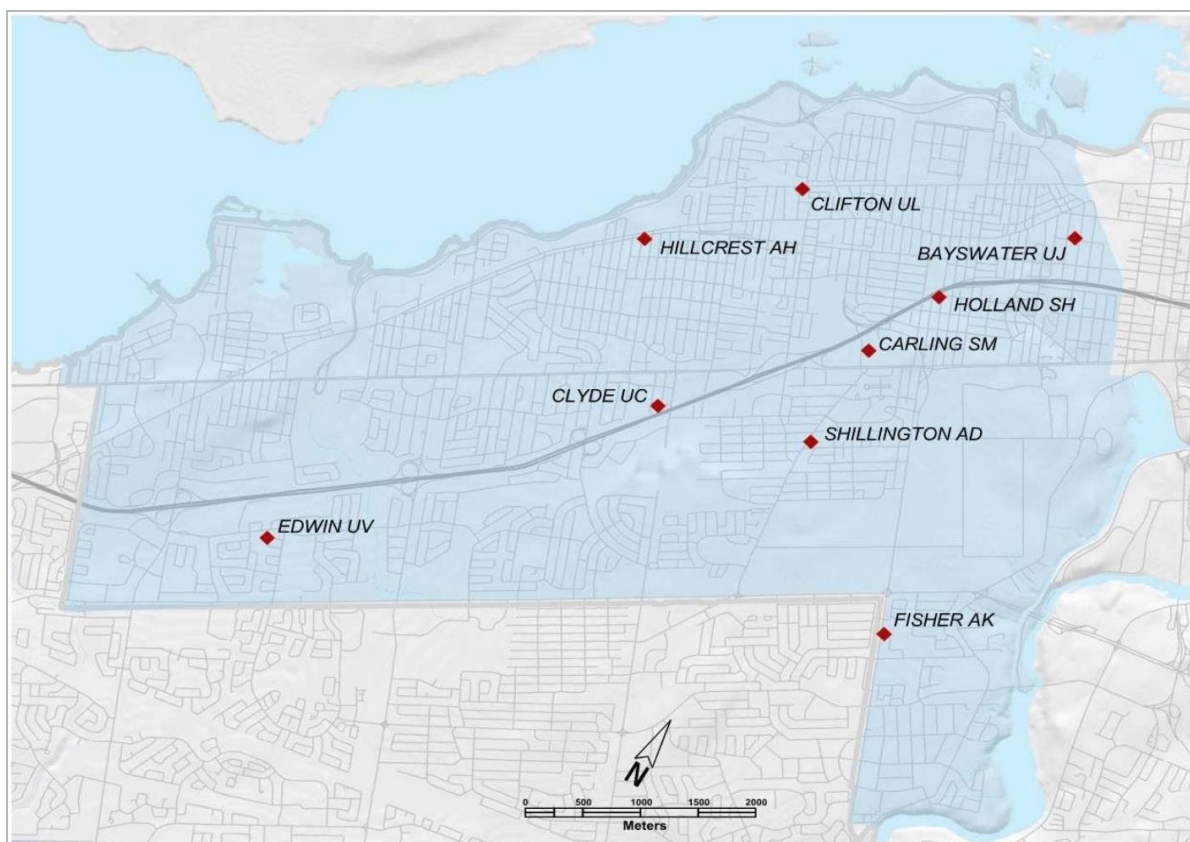 CLIFTON UL
HILLCREST AH
BAYSWATER UJ
HOLLAND SH
CARLING SM
CLYDE UC
SHILLINGTON AD
EDWIN UV
FISHER AK
N
0 500 1000 1500 2000
Meters